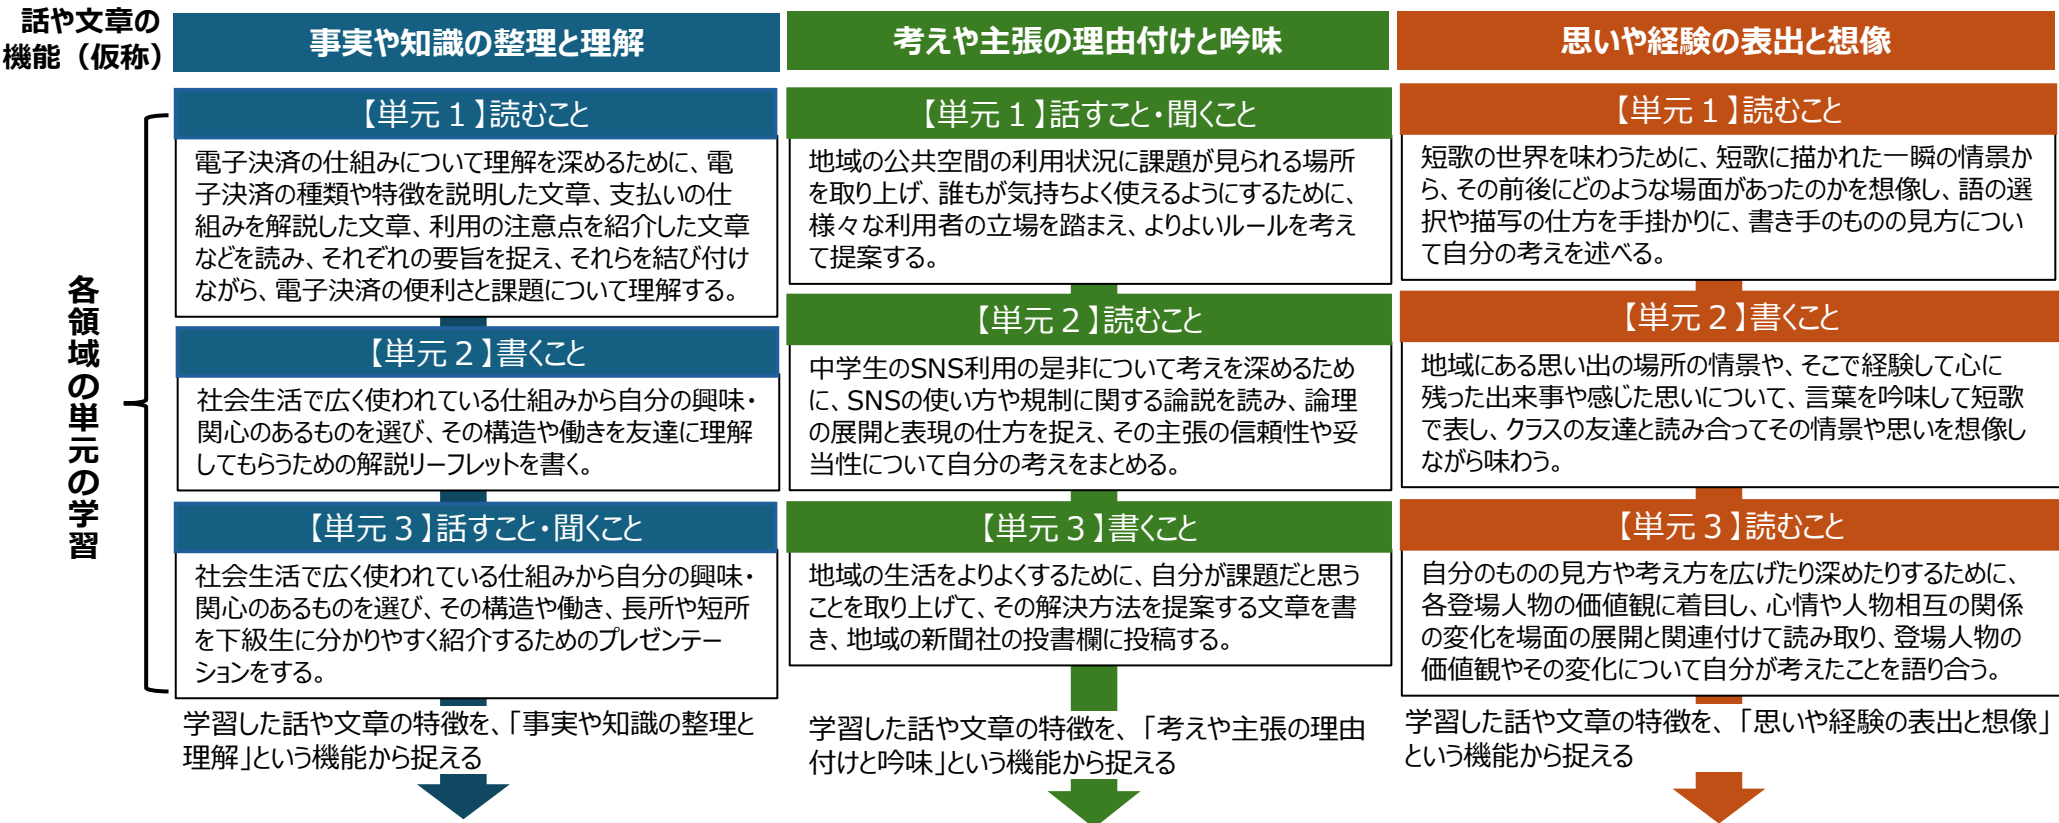 話や文章の
機能（仮称）
事実や知識の整理と理解
考えや主張の理由付けと吟味
思いや経験の表出と想像
各領域の単元の学習
【単元１】読むこと
電子決済の仕組みについて理解を深めるために、電
子決済の種類や特徴を説明した文章、支払いの仕
組みを解説した文章、利用の注意点を紹介した文章
などを読み、それぞれの要旨を捉え、それらを結び付け
ながら、電子決済の便利さと課題について理解する。
【単元２】書くこと
社会生活で広く使われている仕組みから自分の興味・
関心のあるものを選び、その構造や働きを友達に理解
してもらうための解説リーフレットを書く。
【単元３】話すこと・聞くこと
社会生活で広く使われている仕組みから自分の興味・
関心のあるものを選び、その構造や働き、長所や短所
を下級生に分かりやすく紹介するためのプレゼンテー
ションをする。
学習した話や文章の特徴を、「事実や知識の整理と
理解」という機能から捉える
【単元１】話すこと・聞くこと
地域の公共空間の利用状況に課題が見られる場所
を取り上げ、誰もが気持ちよく使えるようにするために、
様々な利用者の立場を踏まえ、よりよいルールを考え
て提案する。
【単元２】読むこと
中学生のSNS利用の是非について考えを深めるため
に、SNSの使い方や規制に関する論説を読み、論理
の展開と表現の仕方を捉え、その主張の信頼性や妥
当性について自分の考えをまとめる。
【単元３】書くこと
地域の生活をよりよくするために、自分が課題だと思う
ことを取り上げて、その解決方法を提案する文章を書
き、地域の新聞社の投書欄に投稿する。
学習した話や文章の特徴を、「考えや主張の理由
付けと吟味」という機能から捉える
【単元１】読むこと
短歌の世界を味わうために、短歌に描かれた一瞬の情景か
ら、その前後にどのような場面があったのかを想像し、語の選
択や描写の仕方を手掛かりに、書き手のものの見方につい
て自分の考えを述べる。
【単元２】書くこと
地域にある思い出の場所の情景や、そこで経験して心に
残った出来事や感じた思いについて、言葉を吟味して短歌
で表し、クラスの友達と読み合ってその情景や思いを想像し
ながら味わう。
【単元３】読むこと
自分のものの見方や考え方を広げたり深めたりするために、
各登場人物の価値観に着目し、心情や人物相互の関係
の変化を場面の展開と関連付けて読み取り、登場人物の
価値観やその変化について自分が考えたことを語り合う。
学習した話や文章の特徴を、「思いや経験の表出と想像」
という機能から捉える